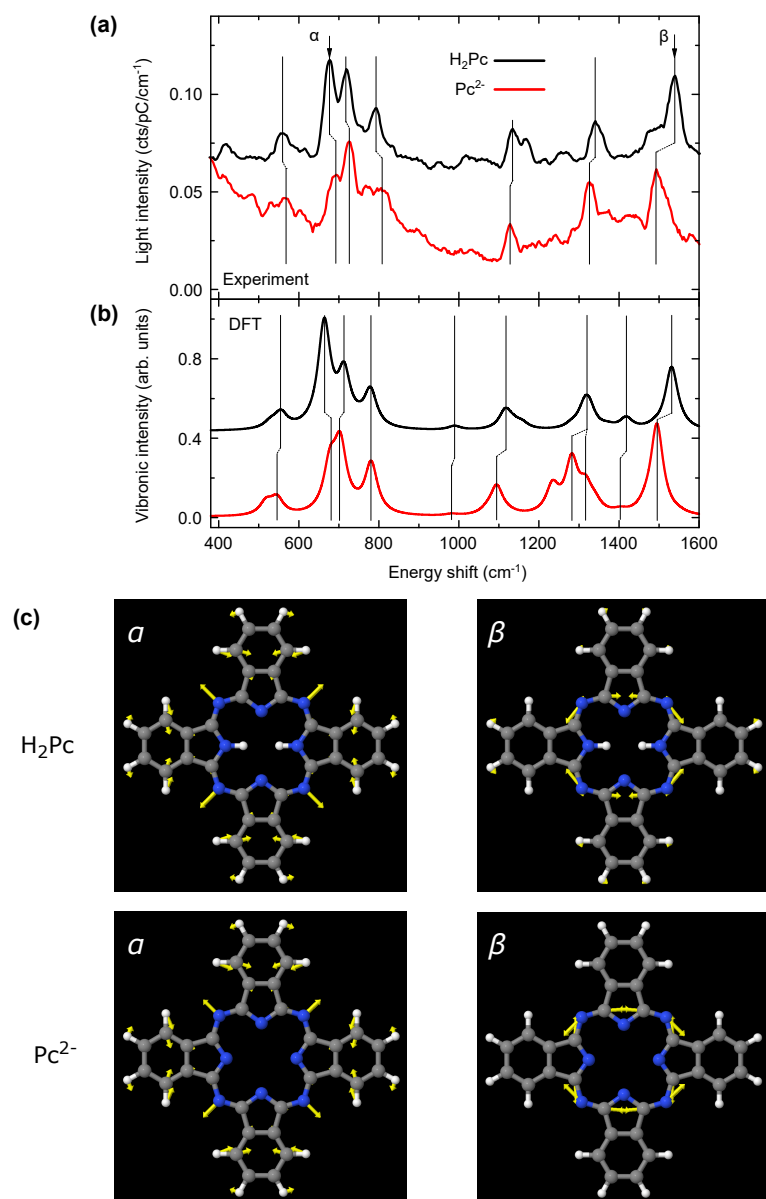 (a)
α
β
H₂Pc
Pc²⁻
0.10
0.05
0.00
Light intensity (cts/pC/cm⁻¹)
Experiment
(b)
DFT
0.8
0.4
0.0
Vibronic intensity (arb. units)
400 600 800 1000 1200 1400 1600
Energy shift (cm⁻¹)
(c)
α
β
H₂Pc
α
β
Pc²⁻